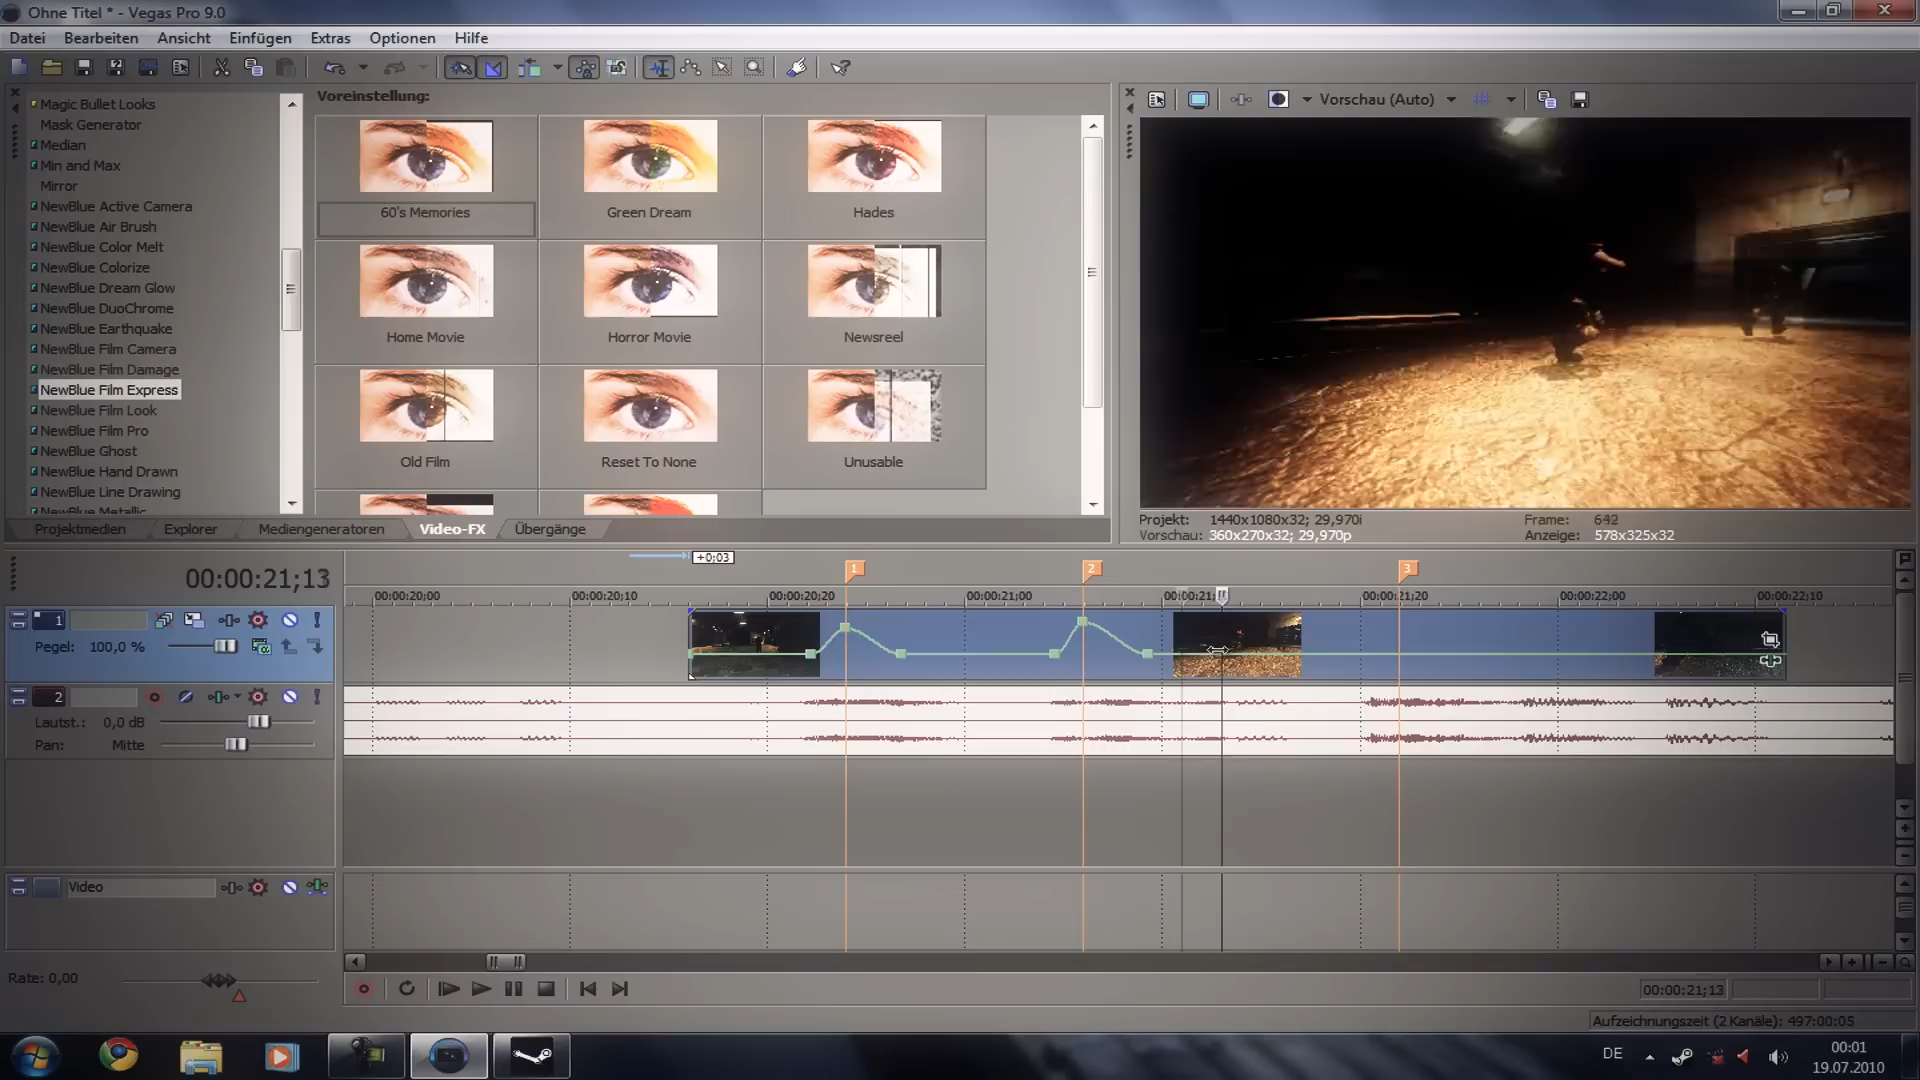 Ohne Titel * - Vegas Pro 9.0
Datei Bearbeiten Ansicht Einfügen Extras Optionen Hilfe
Magic Bullet Looks
Mask Generator
Median
Min and Max
Mirror
NewBlue Active Camera
NewBlue Air Brush
NewBlue Color Melt
NewBlue Colorize
NewBlue Dream Glow
NewBlue DuoChrome
NewBlue Earthquake
NewBlue Film Camera
NewBlue Film Damage
NewBlue Film Express
NewBlue Film Look
NewBlue Film Pro
NewBlue Ghost
NewBlue Hand Drawn
NewBlue Line Drawing
NewBlue Metallic
Voreinstellung:
60's Memories Green Dream Hades
Home Movie Horror Movie Newsreel
Old Film Reset To None Unusable
Projektmedien Explorer Mediengeneratoren Video-FX Übergänge
Vorschau (Auto)
Projekt: 1440x1080x32; 29,970i Frame: 642
Vorschau: 360x270x32; 29,970p Anzeige: 578x325x32
+0;03
00:00:21;13
1 2 3
00:00:20;00 00:00:20;10 00:00:20;20 00:00:21;00 00:00:21; 00:00:21;20 00:00:22;00 00:00:22;10
1
Pegel: 100,0 %
2
Lautst.: 0,0 dB
Pan: Mitte
Video
Rate: 0,00
00:00:21;13
Aufzeichnungszeit (2 Kanäle): 497:00:05
DE
00:01
19.07.2010